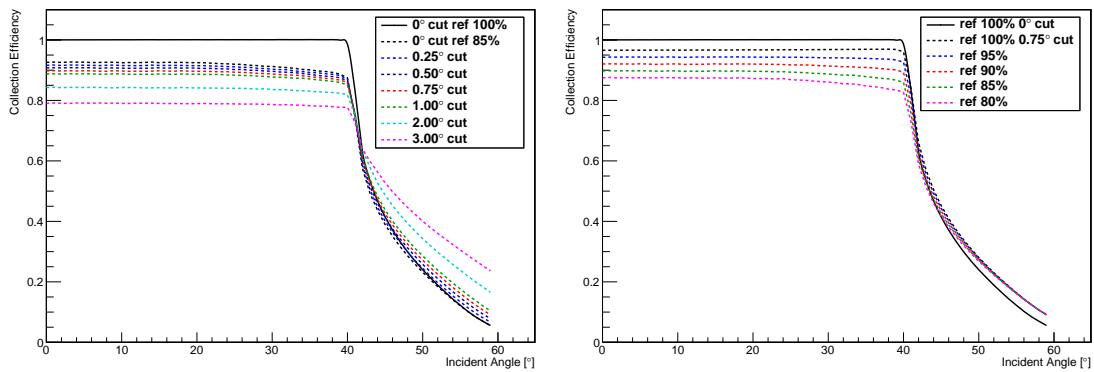 Collection Efficiency
1
0.8
0.6
0.4
0.2
0
0
10
20
30
40
50
60
Incident Angle [°]
0° cut ref 100%
0° cut ref 85%
0.25° cut
0.50° cut
0.75° cut
1.00° cut
2.00° cut
3.00° cut
Collection Efficiency
1
0.8
0.6
0.4
0.2
0
0
10
20
30
40
50
60
Incident Angle [°]
ref 100% 0° cut
ref 100% 0.75° cut
ref 95%
ref 90%
ref 85%
ref 80%